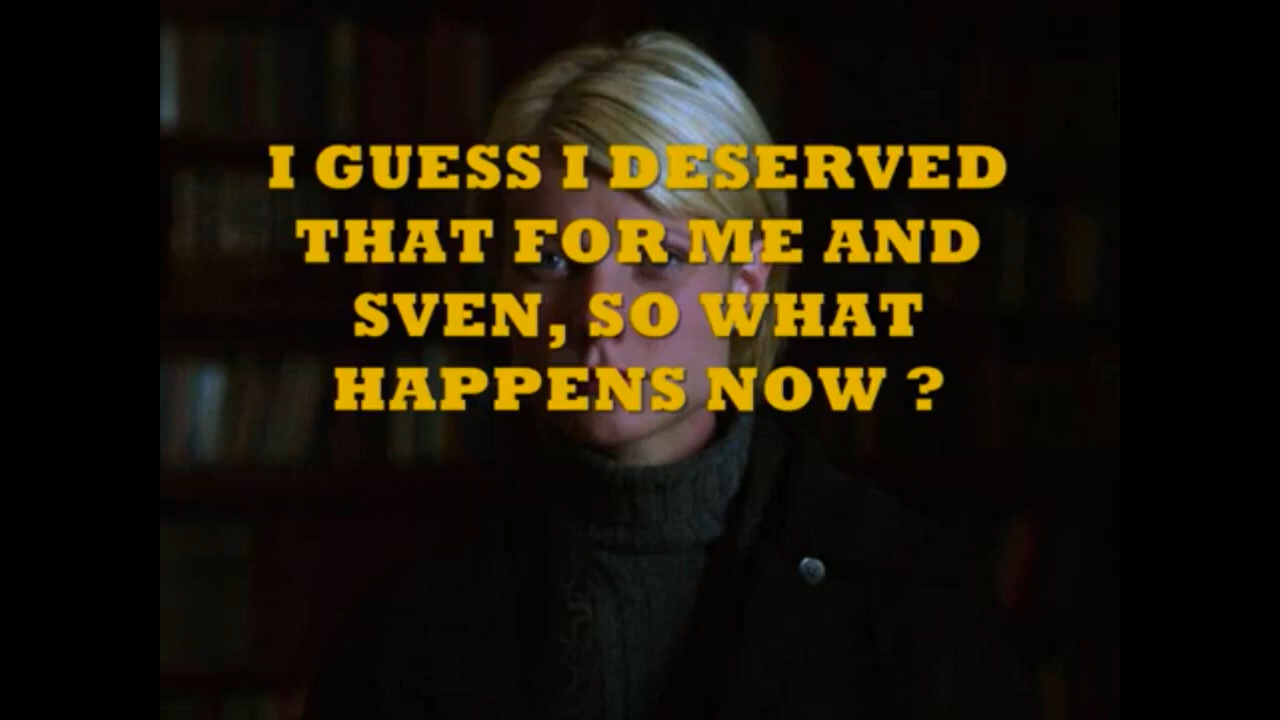 I GUESS I DESERVED
THAT FOR ME AND
SVEN, SO WHAT
HAPPENS NOW ?